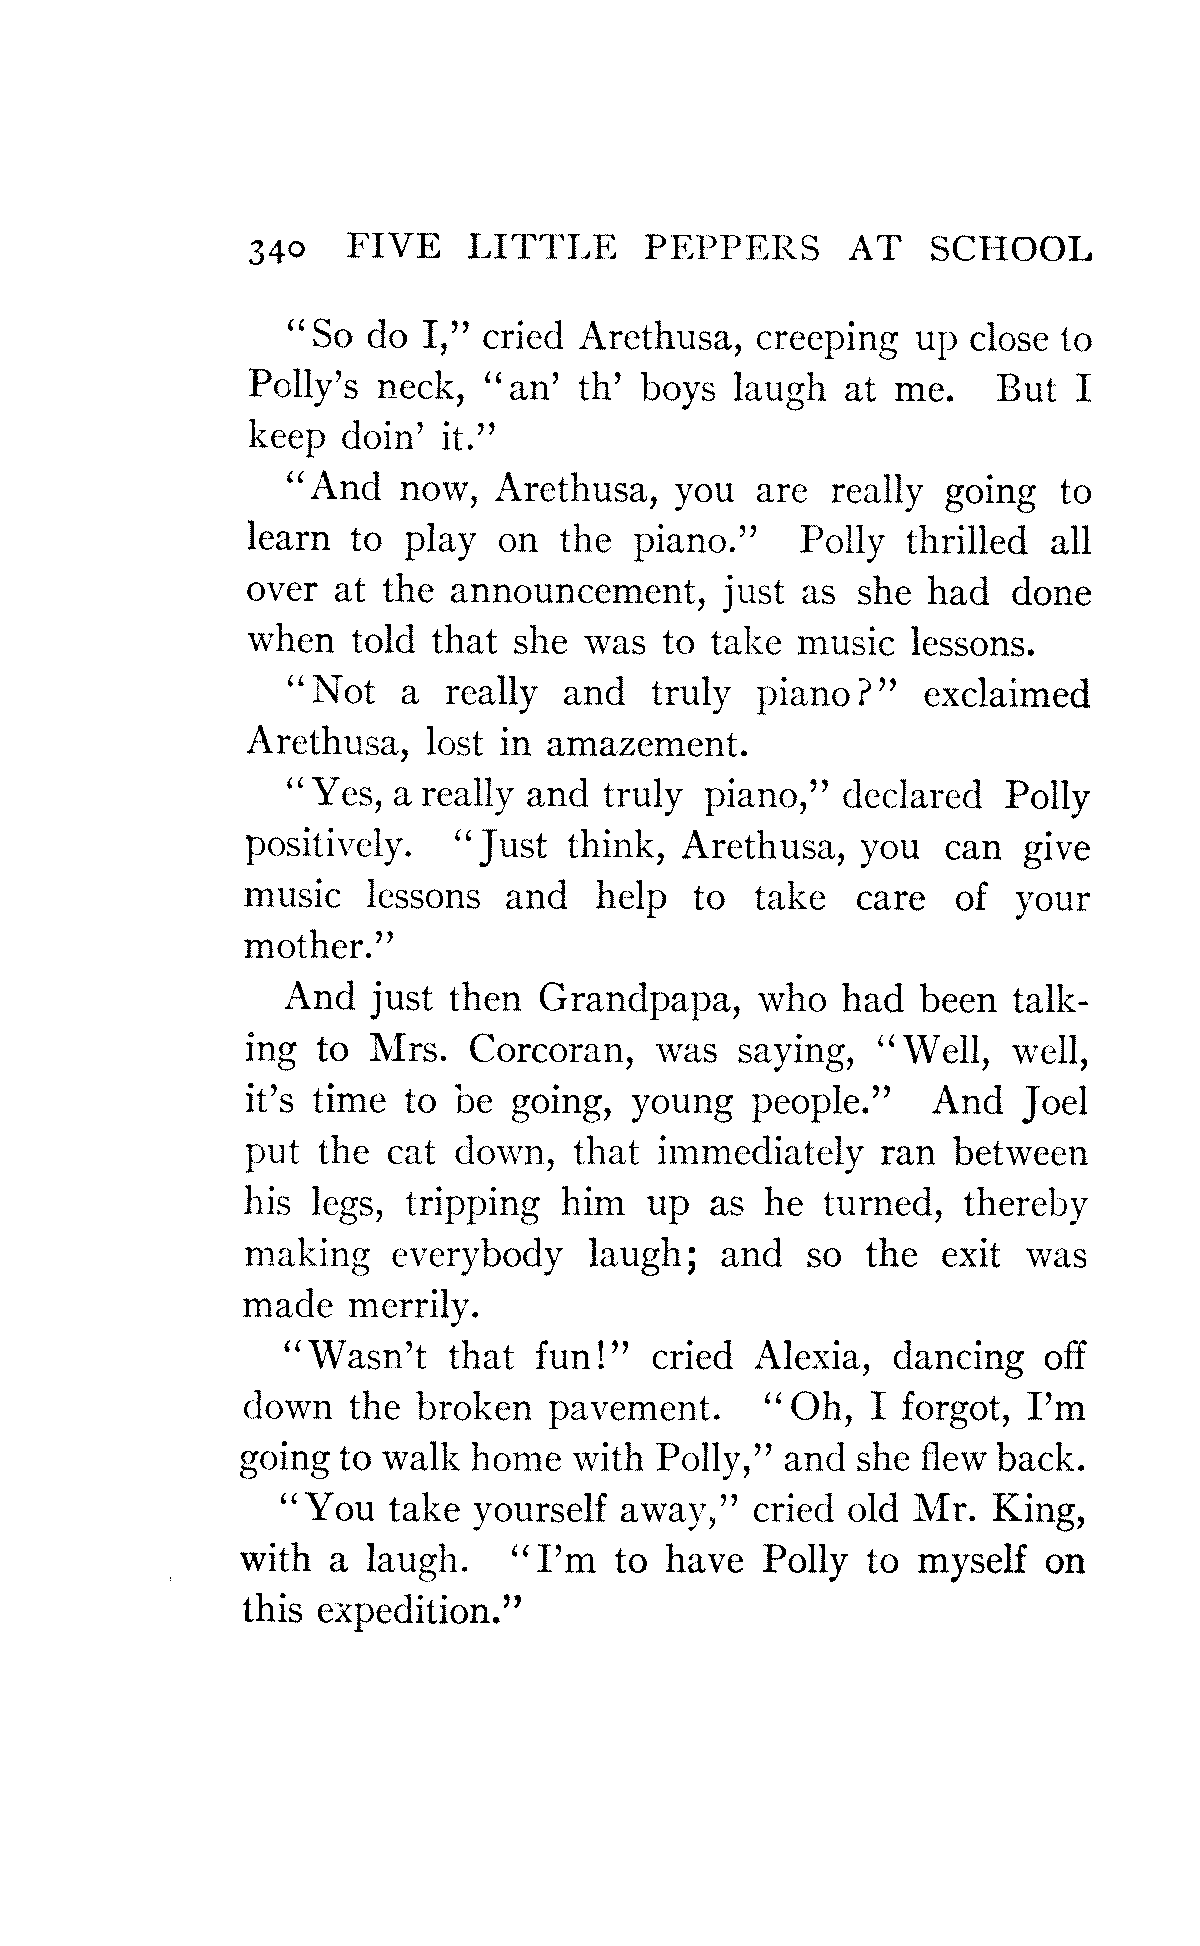 340 FIVE LITTLE PEPPERS AT SCHOOL
“So do I,” cried Arethusa, creeping up close to
Polly’s neck, “an’ th’ boys laugh at me. But I
keep doin’ it.”
“And now, Arethusa, you are really going to
learn to play on the piano.” Polly thrilled all
over at the announcement, just as she had done
when told that she was to take music lessons.
“Not a really and truly piano?” exclaimed
Arethusa, lost in amazement.
“Yes, a really and truly piano,” declared Polly
positively. “Just think, Arethusa, you can give
music lessons and help to take care of your
mother.”
And just then Grandpapa, who had been talk-
ing to Mrs. Corcoran, was saying, “Well, well,
it’s time to be going, young people.” And Joel
put the cat down, that immediately ran between
his legs, tripping him up as he turned, thereby
making everybody laugh; and so the exit was
made merrily.
“Wasn’t that fun!” cried Alexia, dancing off
down the broken pavement. “Oh, I forgot, I’m
going to walk home with Polly,” and she flew back.
“You take yourself away,” cried old Mr. King,
with a laugh. “I’m to have Polly to myself on
this expedition.”